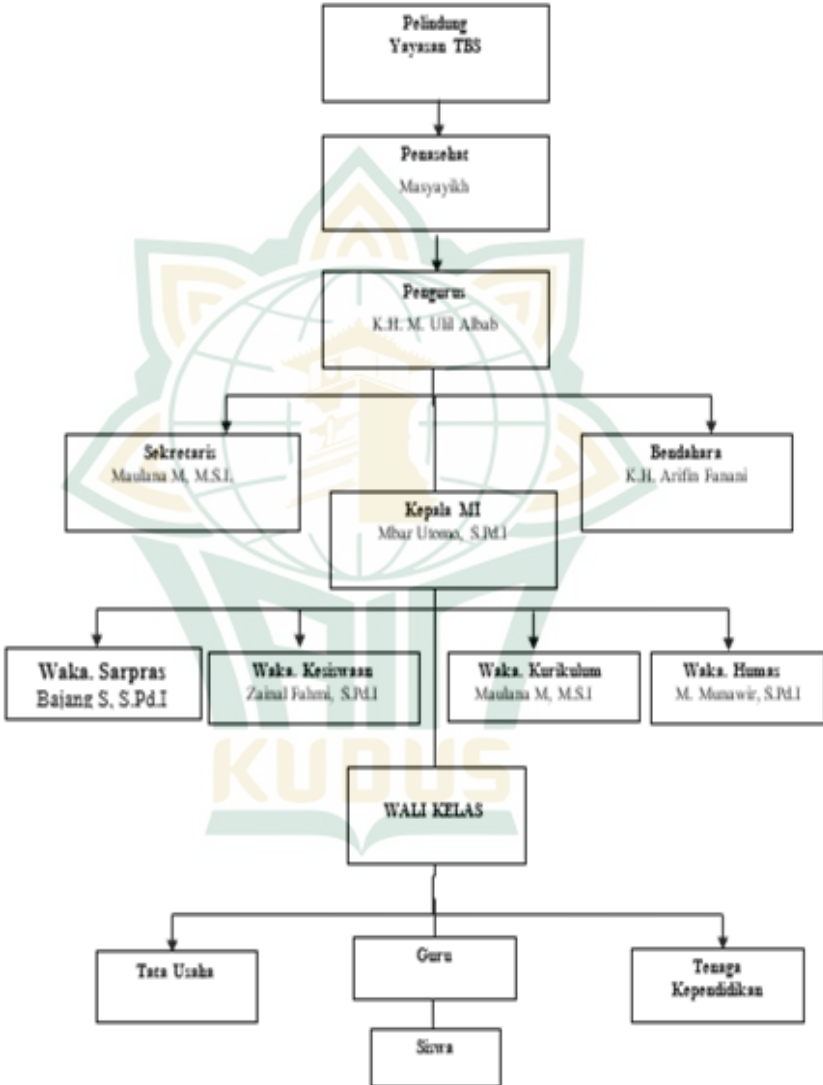 Pelindung
Yayasan TBS
Penasehat
Masyayikh
Pengurus
K.H. M. Ulil Albab
Sekretaris
Maulana M, M.S.I.
Bendahara
K.H. Arifin Fanani
Kepala MI
Mbar Utomo, S.Pd.I
Waka. Sarpras
Bajang S, S.Pd.I
Waka. Kesiswaan
Zainal Fahmi, S.Pd.I
Waka. Kurikulum
Maulana M, M.S.I
Waka. Humas
M. Munawir, S.Pd.I
KUDUS
WALI KELAS
Tata Usaha
Guru
Tenaga
Kependidikan
Siswa